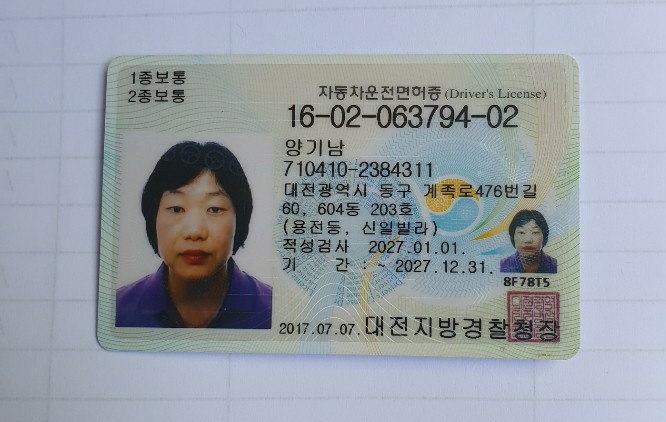 1종보통
2종보통
자동차운전면허증 (Driver's License)
16-02-063794-02
양기남
710410-2384311
대전광역시 동구 계족로476번길
60, 604동 203호
(용전동, 신일빌라)
적성검사 2027.01.01.
기 간 : ~ 2027.12.31.
8F78T5
2017.07.07. 대전지방경찰청장